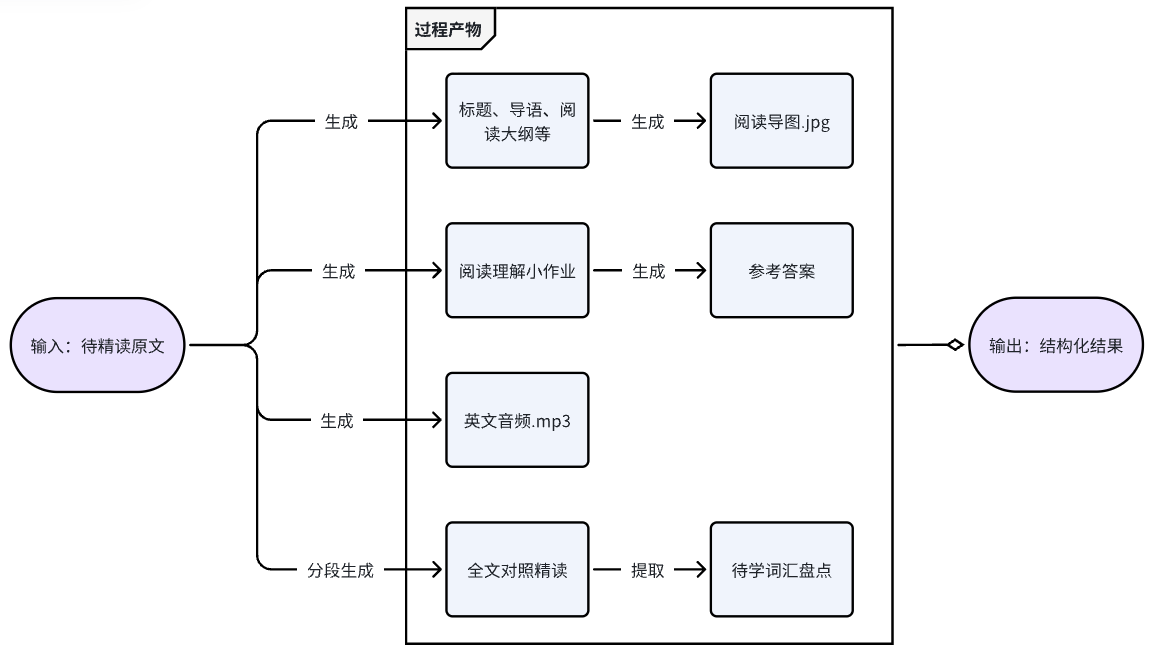 过程产物
生成
标题、导语、阅
读大纲等
生成
阅读导图.jpg
生成
阅读理解小作业
生成
参考答案
输入：待精读原文
输出：结构化结果
生成
英文音频.mp3
分段生成
全文对照精读
提取
待学词汇盘点